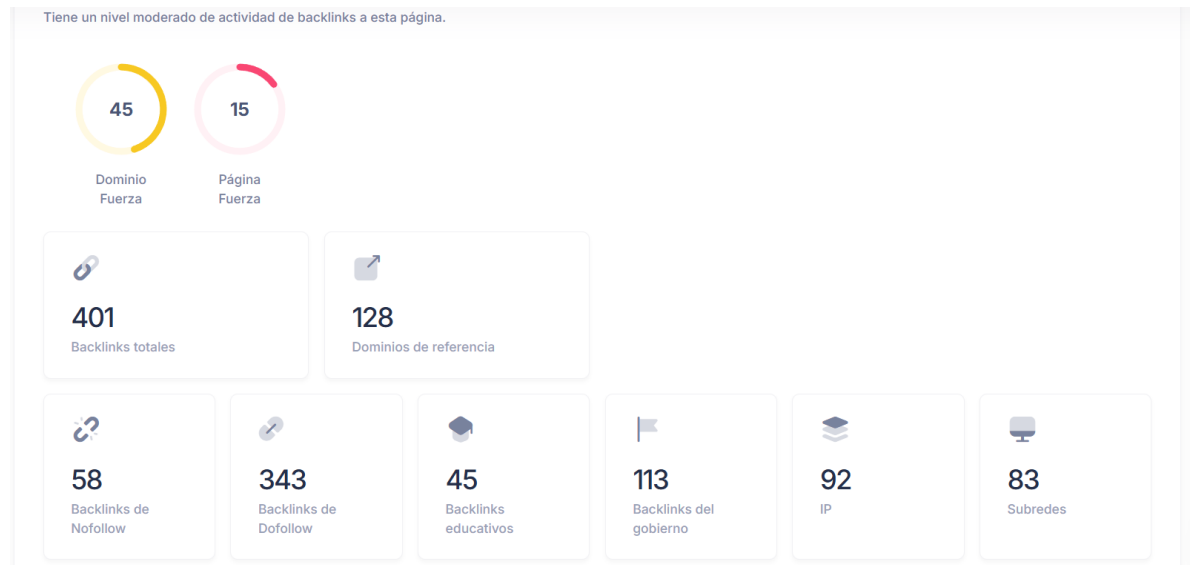 Tiene un nivel moderado de actividad de backlinks a esta página.
45
15
Dominio
Fuerza
Página
Fuerza
401
Backlinks totales
128
Dominios de referencia
58
Backlinks de
Nofollow
343
Backlinks de
Dofollow
45
Backlinks
educativos
113
Backlinks del
gobierno
92
IP
83
Subredes